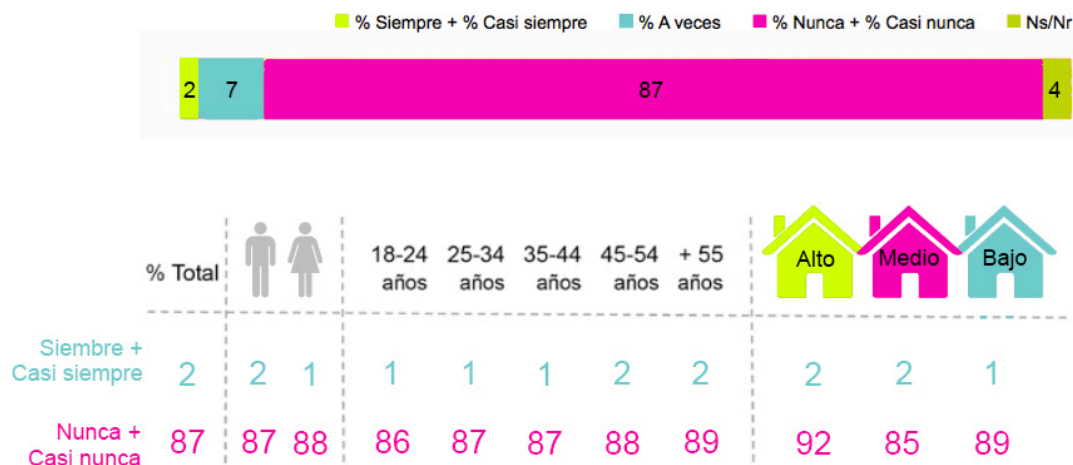 % Siempre + % Casi siempre % A veces % Nunca + % Casi nunca Ns/Nr
2 7 87 4
% Total
18-24 años
25-34 años
35-44 años
45-54 años
+ 55 años
Alto Medio Bajo
Siembre +
Casi siempre
2 2 1 1 1 1 2 2 2 2 1
Nunca +
Casi nunca
87 87 88 86 87 87 88 89 92 85 89